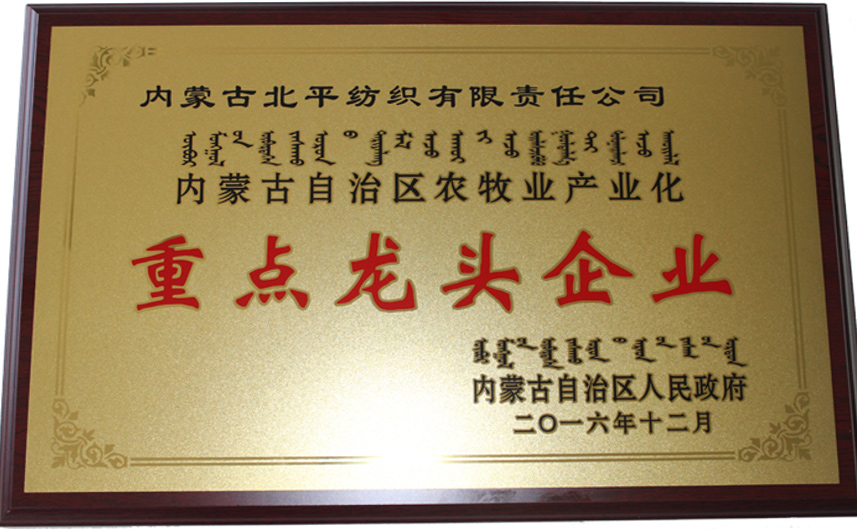 内蒙古北平纺织有限责任公司
内蒙古自治区农牧业产业化
重点龙头企业
内蒙古自治区人民政府
二〇一六年十二月